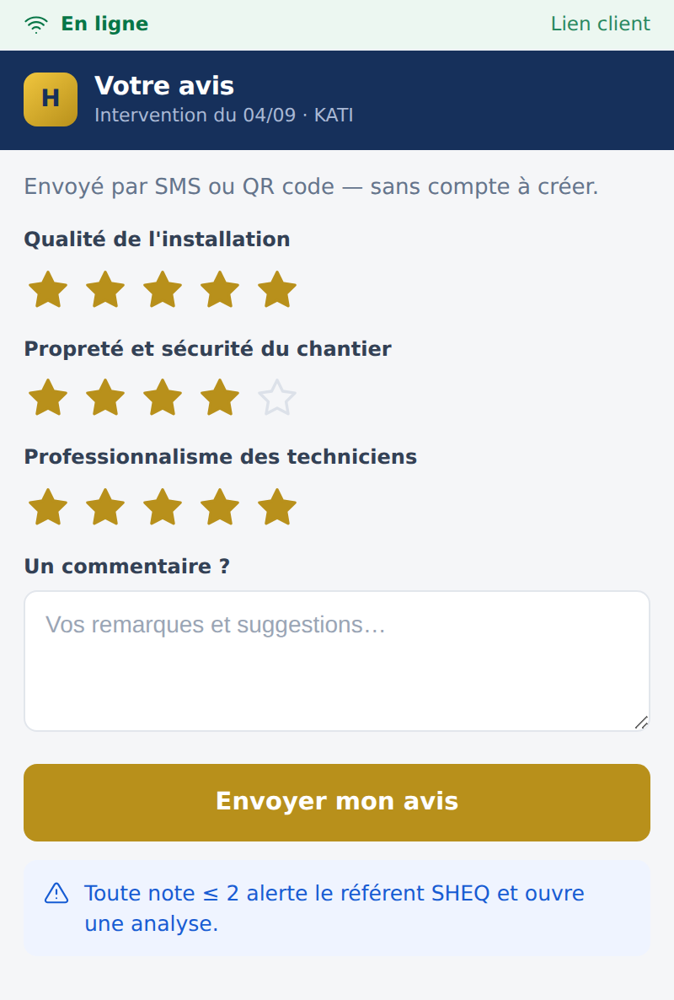 En ligne
Lien client
H
Votre avis
Intervention du 04/09 · KATI
Envoyé par SMS ou QR code — sans compte à créer.
Qualité de l'installation
Propreté et sécurité du chantier
Professionnalisme des techniciens
Un commentaire ?
Vos remarques et suggestions…
Envoyer mon avis
Toute note ≤ 2 alerte le référent SHEQ et ouvre
une analyse.